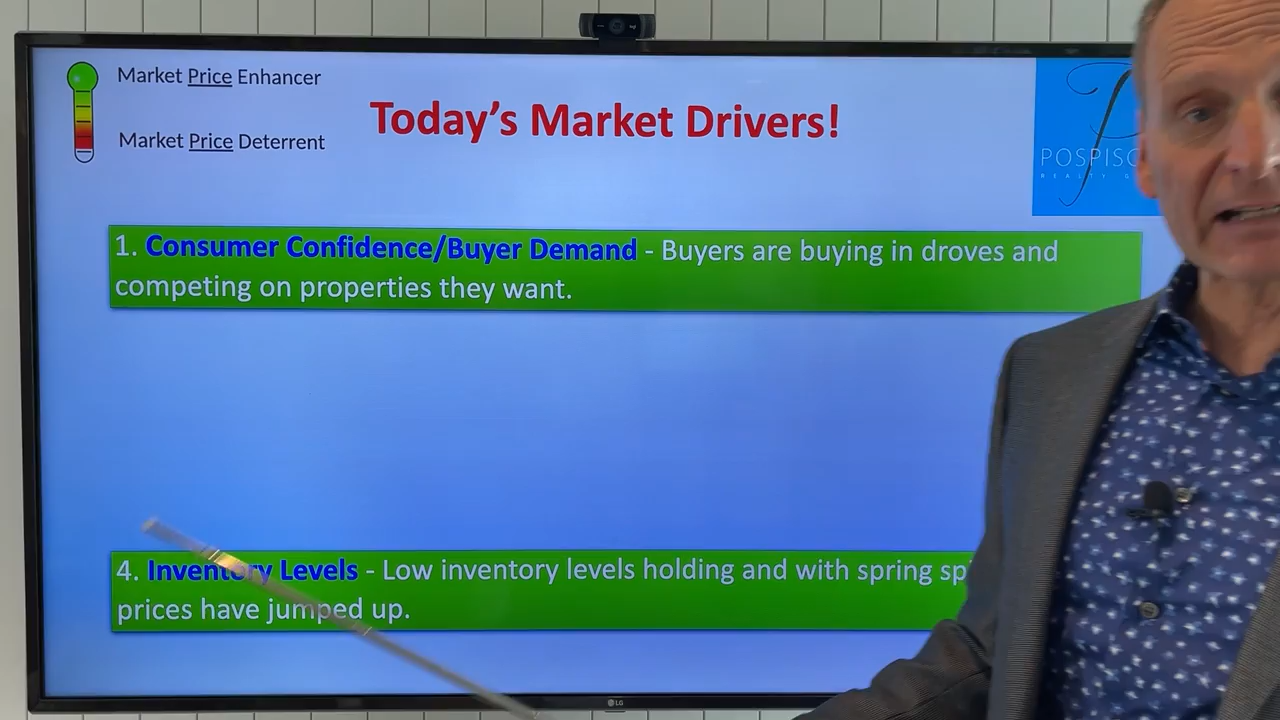 Market Price Enhancer
Today's Market Drivers!
Market Price Deterrent
1. Consumer Confidence/Buyer Demand - Buyers are buying in droves and
competing on properties they want.
4. Inventory Levels - Low inventory levels holding and with spring
prices have jumped up.
LG